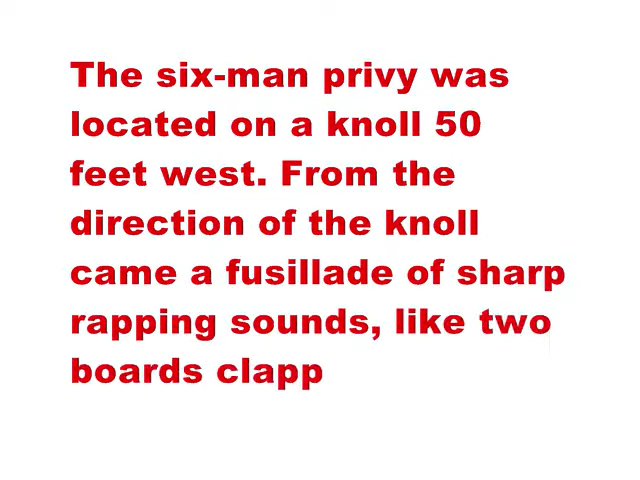 The six-man privy was
located on a knoll 50
feet west. From the
direction of the knoll
came a fusillade of sharp
rapping sounds, like two
boards clapp